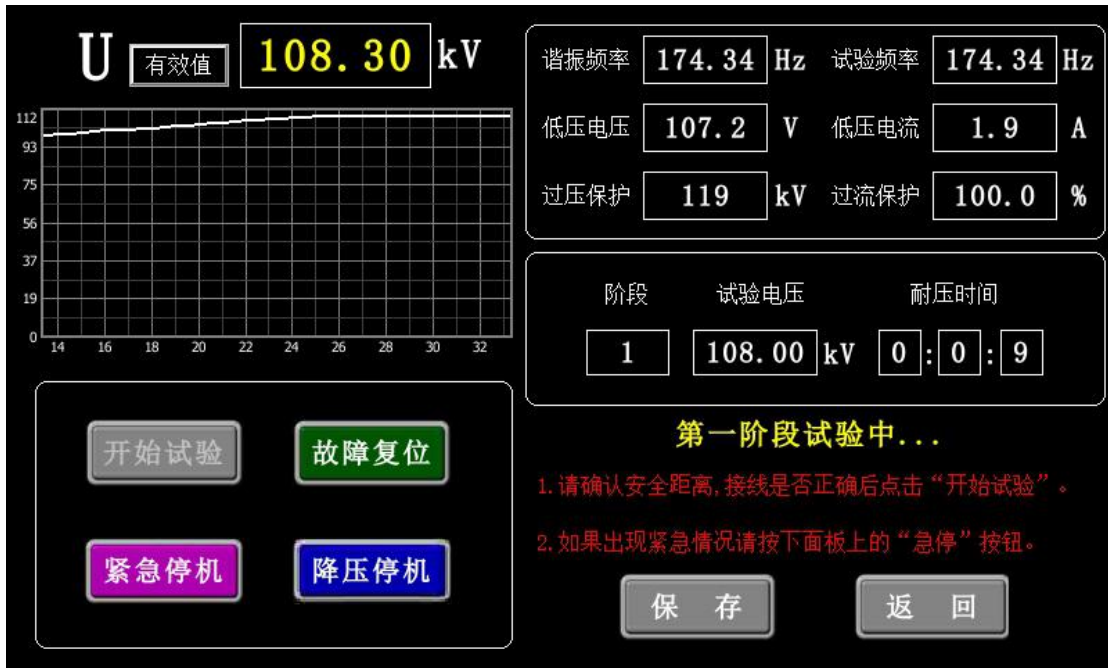 U 有效值 108.30 kV
112
93
75
56
37
19
0
14 16 18 20 22 24 26 28 30 32
谐振频率 174.34 Hz 试验频率 174.34 Hz
低压电压 107.2 V 低压电流 1.9 A
过压保护 119 kV 过流保护 100.0 %
阶段 试验电压 耐压时间
1 108.00 kV 0 : 0 : 9
开始试验 故障复位
紧急停机 降压停机
第一阶段试验中...
1.请确认安全距离,接线是否正确后点击“开始试验”。
2.如果出现紧急情况请按下面板上的“急停”按钮。
保 存 返 回